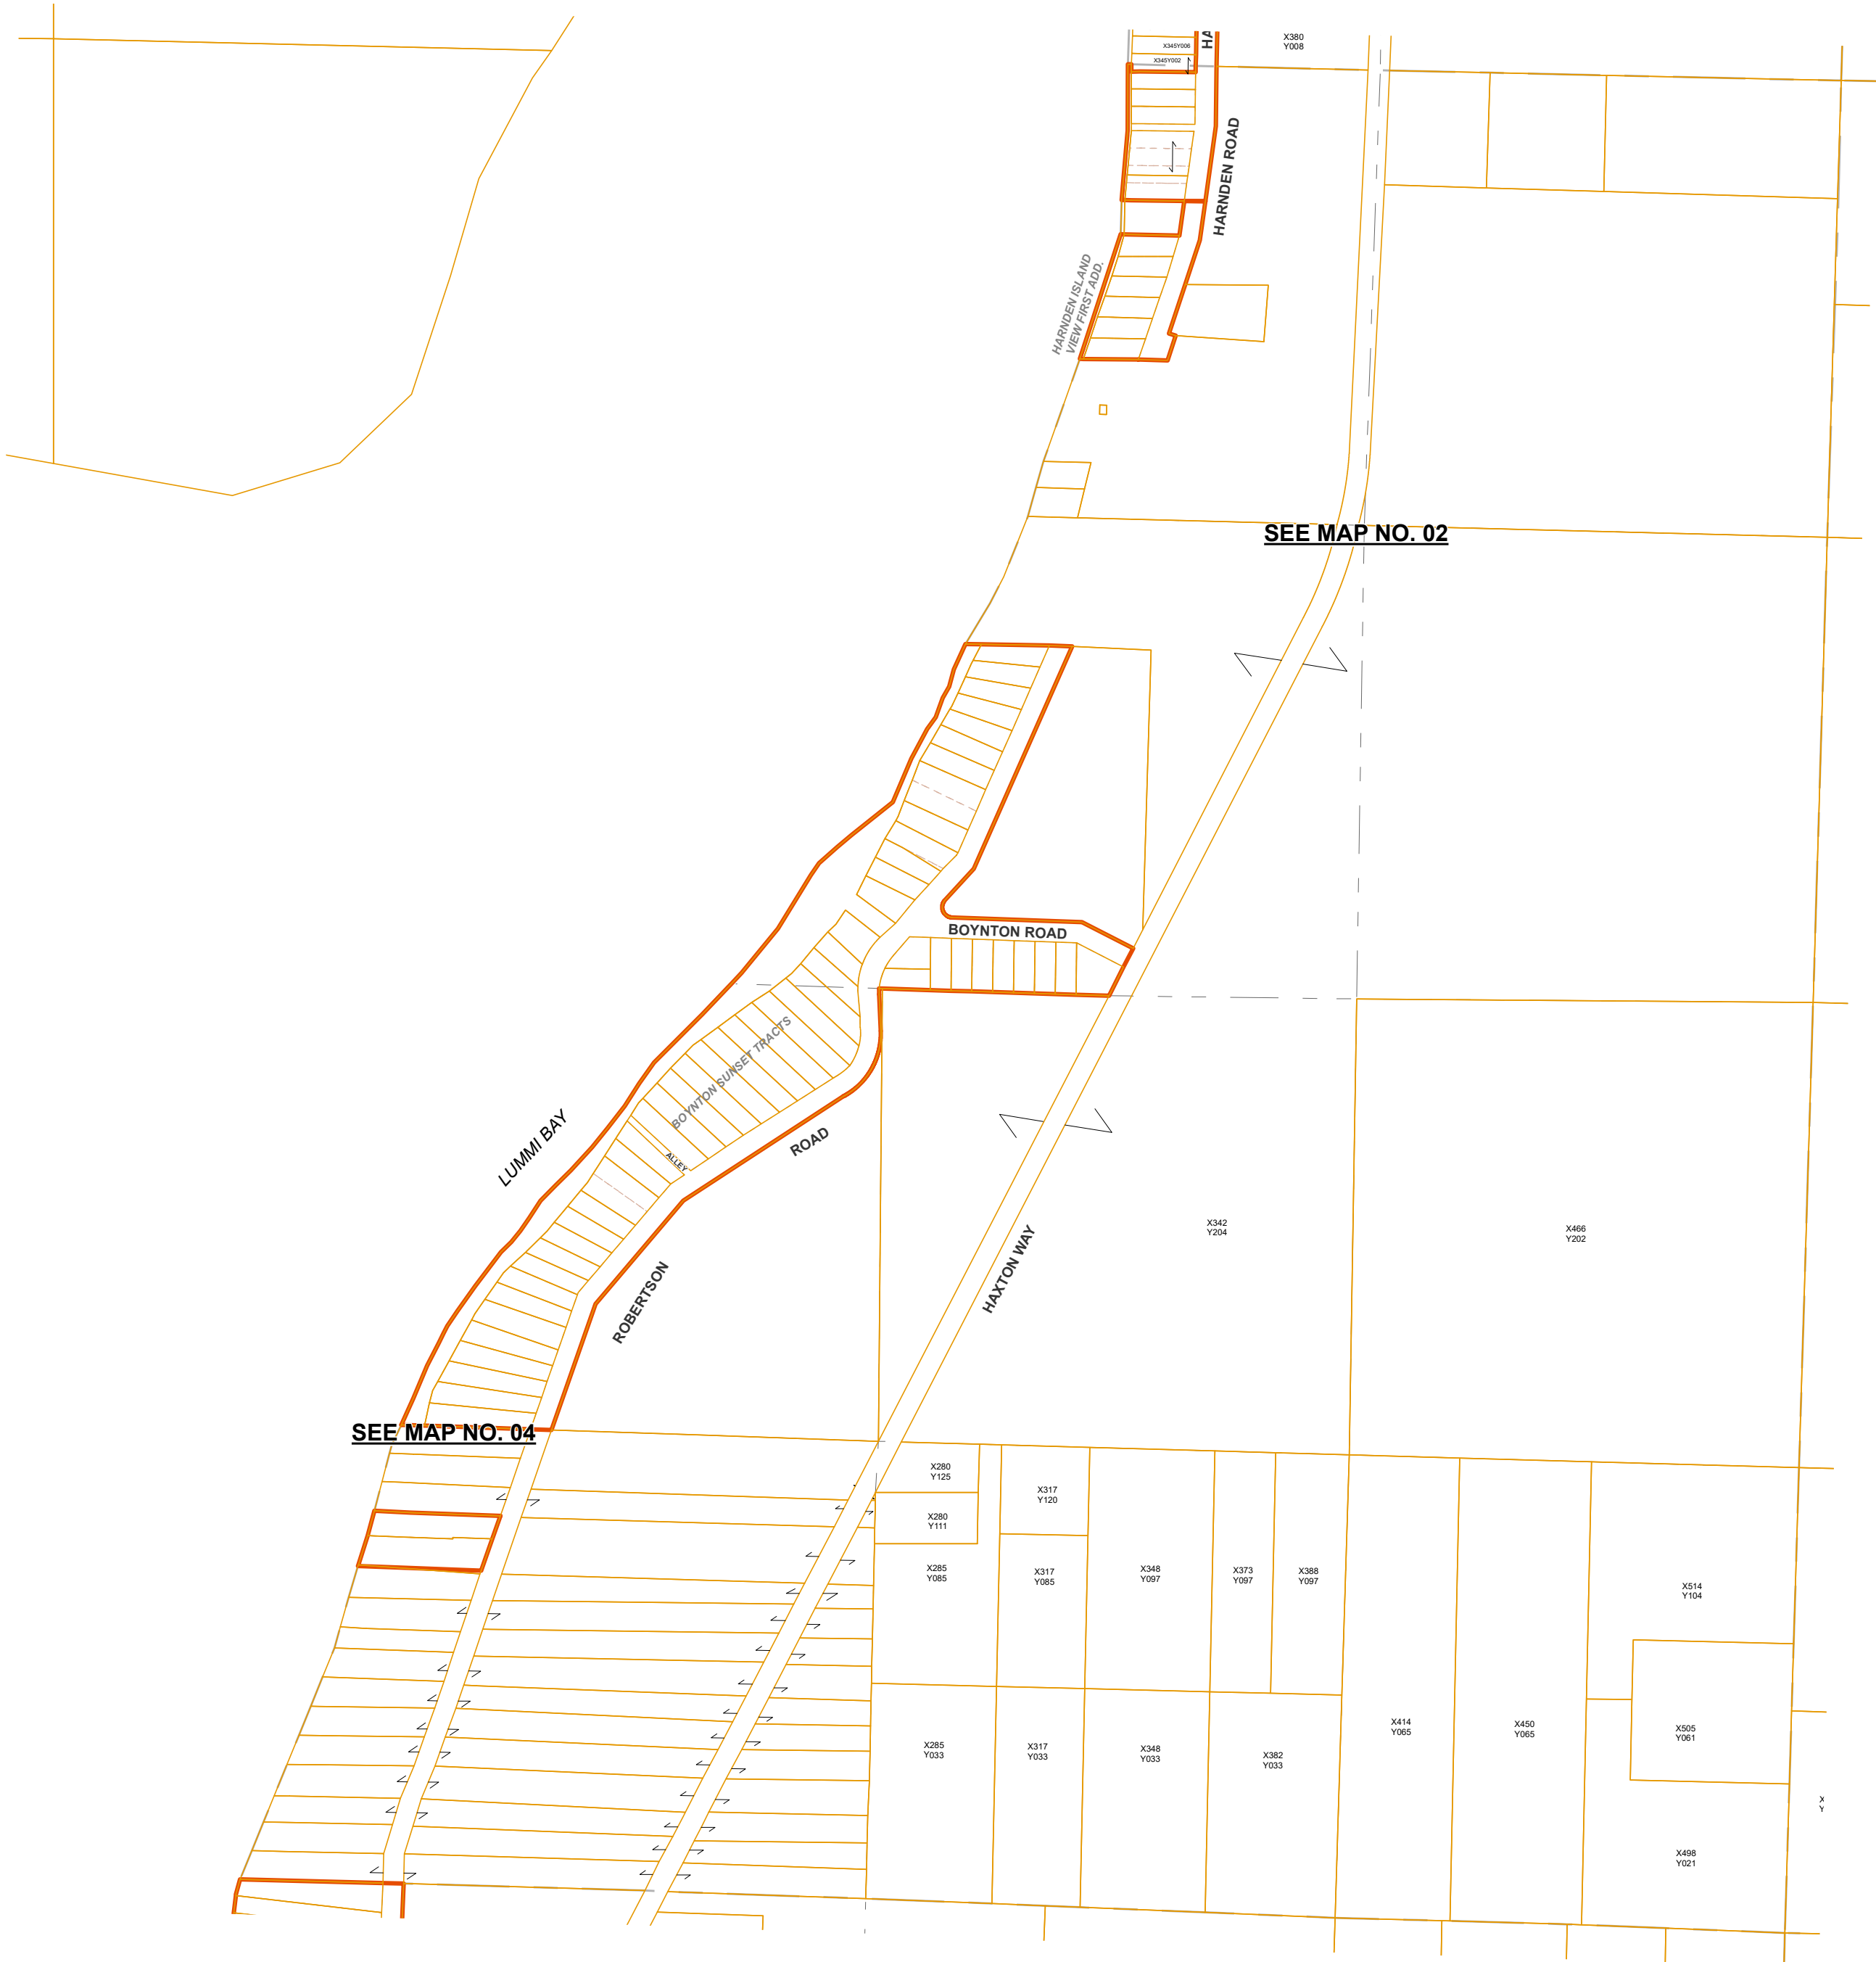 X345Y006
HA
X380
Y008
X345Y002
HARNDEN ROAD
HARNDEN ISLAND
VIEW FIRST ADD.
SEE MAP NO. 02
BOYNTON ROAD
BOYNTON SUNSET TRACTS
LUMMI BAY
ALLEY
ROAD
ROBERTSON
HAXTON WAY
X342
Y204
X466
Y202
SEE MAP NO. 04
X280
Y125
X317
Y120
X280
Y111
X285
Y085
X317
Y085
X348
Y097
X373
Y097
X388
Y097
X514
Y104
X285
Y033
X317
Y033
X348
Y033
X382
Y033
X414
Y065
X450
Y065
X505
Y061
X
Y
X498
Y021